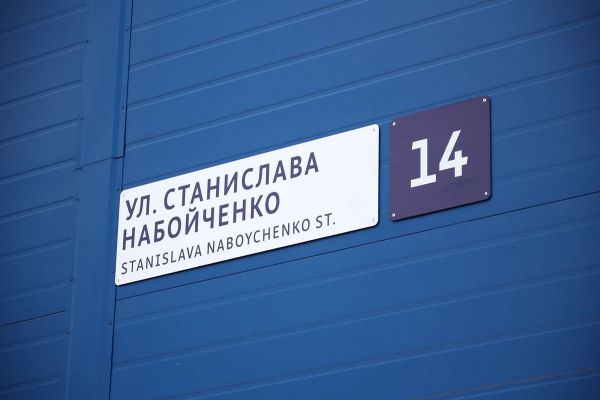 УЛ. СТАНИСЛАВА
НАБОЙЧЕНКО
STANISLAVA NABOYCHENKO ST.
14